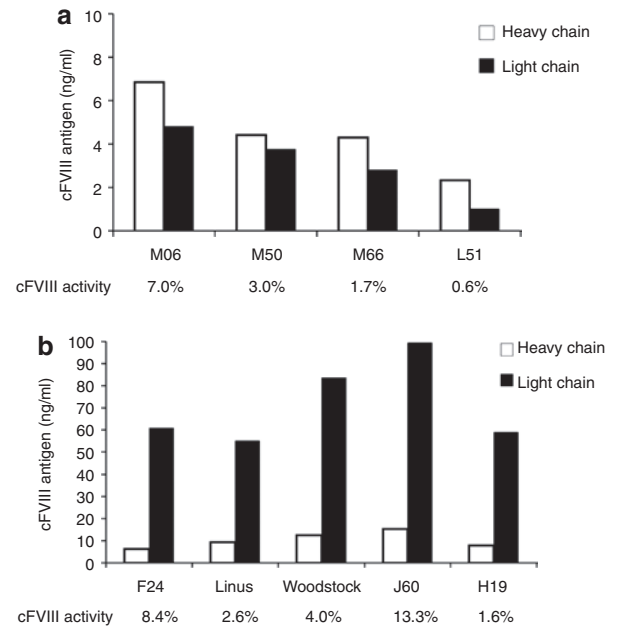 a
cFVIII antigen (ng/ml)
10
8
6
4
2
0
Heavy chain
Light chain
M06 M50 M66 L51
cFVIII activity 7.0% 3.0% 1.7% 0.6%
b
cFVIII antigen (ng/ml)
100
90
80
70
60
50
40
30
20
10
0
Heavy chain
Light chain
F24 Linus Woodstock J60 H19
cFVIII activity 8.4% 2.6% 4.0% 13.3% 1.6%